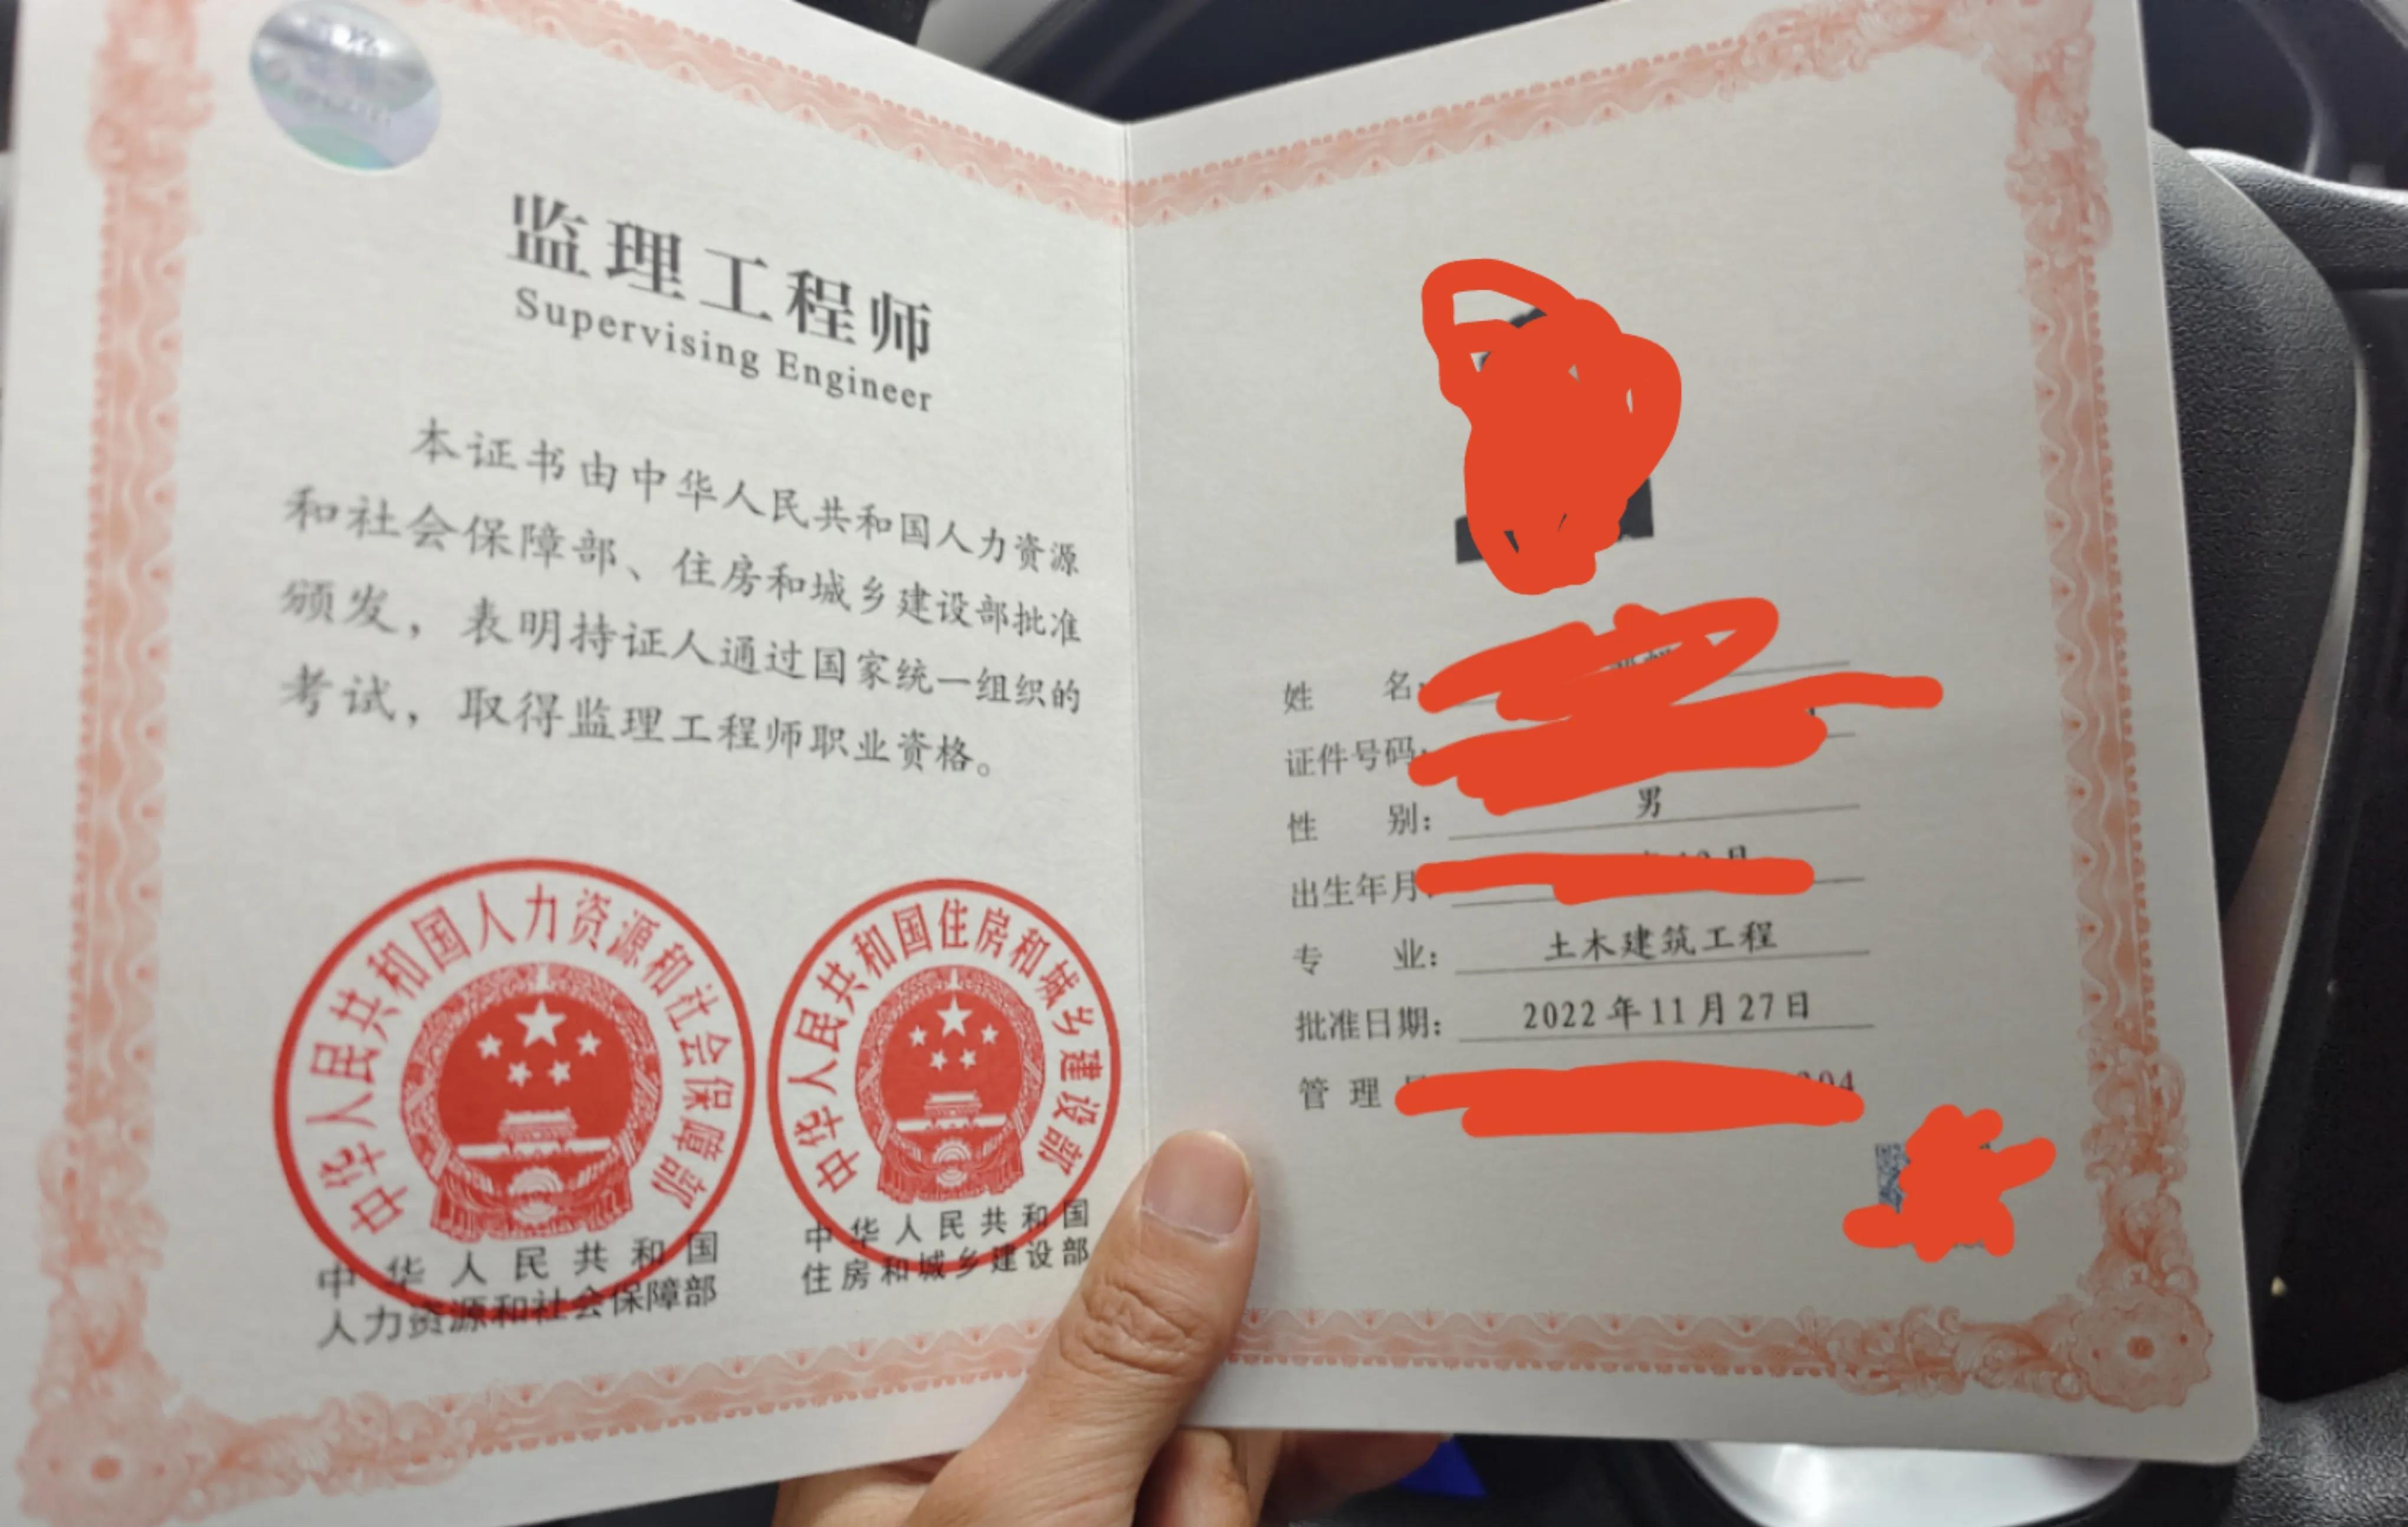 监理工程师
Supervising Engineer
本证书由中华人民共和国人力资源
和社会保障部、住房和城乡建设部批准
颁发，表明持证人通过国家统一组织的
考试，取得监理工程师职业资格。
中华人民共和国人力资源和社会保障部
中华人民共和国
人力资源和社会保障部
中华人民共和国住房和城乡建设部
中华人民共和国
住房和城乡建设部
姓名：
证件号码：
性别：男
出生年月：
专业：土木建筑工程
批准日期：2022年11月27日
管理